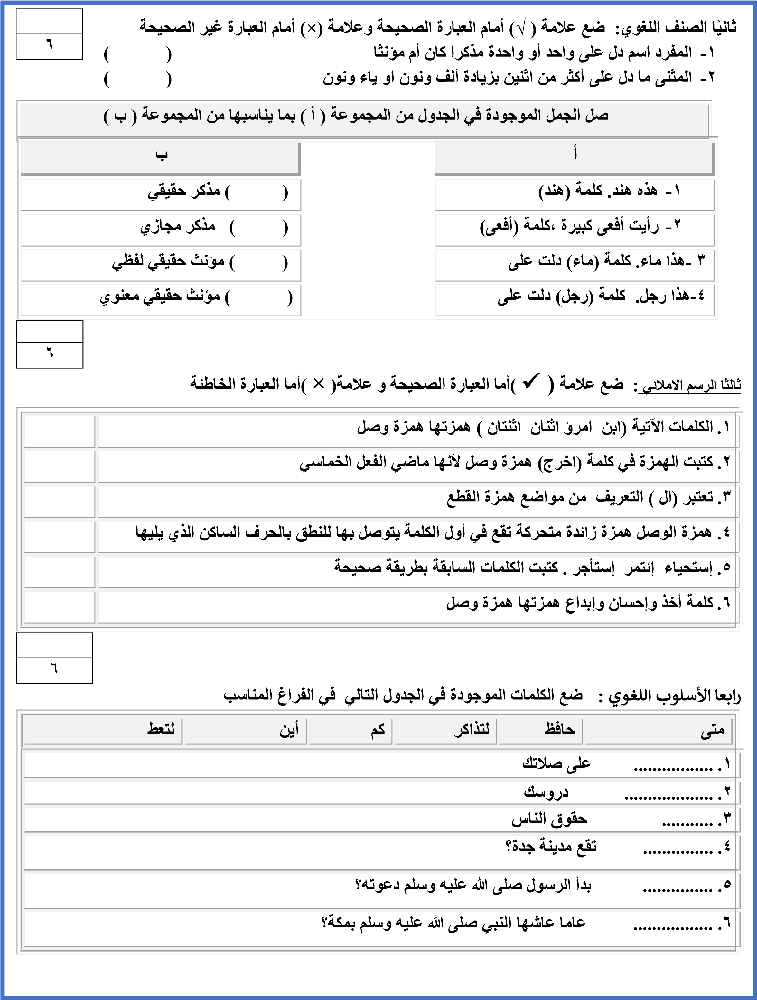 ثانيًا الصنف اللغوي: ضع علامة ( √) أمام العبارة الصحيحة وعلامة (×) أمام العبارة غير الصحيحة
٦
١- المفرد اسم دل على واحد أو واحدة مذكرا كان أم مؤنثا ( )
٢- المثنى ما دل على أكثر من اثنين بزيادة ألف ونون او ياء ونون ( )
صل الجمل الموجودة في الجدول من المجموعة ( أ ) بما يناسبها من المجموعة ( ب )
أ ب
١- هذه هند. كلمة (هند) ( ) مذكر حقيقي
٢- رأيت أفعى كبيرة ،كلمة (أفعى) ( ) مذكر مجازي
٣ -هذا ماء. كلمة (ماء) دلت على ( ) مؤنث حقيقي لفظي
٤-هذا رجل. كلمة (رجل) دلت على ( ) مؤنث حقيقي معنوي
٦
ثالثا الرسم الاملائي : ضع علامة ( ✓ )أما العبارة الصحيحة و علامة( × )أما العبارة الخاطئة
١. الكلمات الآتية (ابن امرؤ اثنان اثنتان ) همزتها همزة وصل
٢. كتبت الهمزة في كلمة (اخرج) همزة وصل لأنها ماضي الفعل الخماسي
٣. تعتبر (ال ) التعريف من مواضع همزة القطع
٤. همزة الوصل همزة زائدة متحركة تقع في أول الكلمة يتوصل بها للنطق بالحرف الساكن الذي يليها
٥. إستحياء إئتمر إستأجر . كتبت الكلمات السابقة بطريقة صحيحة
٦. كلمة أخذ وإحسان وإبداع همزتها همزة وصل
٦
رابعا الأسلوب اللغوي : ضع الكلمات الموجودة في الجدول التالي في الفراغ المناسب
متى حافظ لتذاكر كم أين لتعط
١. ................. على صلاتك
٢. ................... دروسك
٣. ........... حقوق الناس
٤. ............... تقع مدينة جدة؟
٥. ............... بدأ الرسول صلى الله عليه وسلم دعوته؟
٦. ................. عاما عاشها النبي صلى الله عليه وسلم بمكة؟